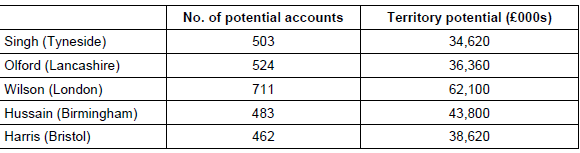 No. of potential accounts Territory potential (£000s)
Singh (Tyneside) 503 34,620
Olford (Lancashire) 524 36,360
Wilson (London) 711 62,100
Hussain (Birmingham) 483 43,800
Harris (Bristol) 462 38,620